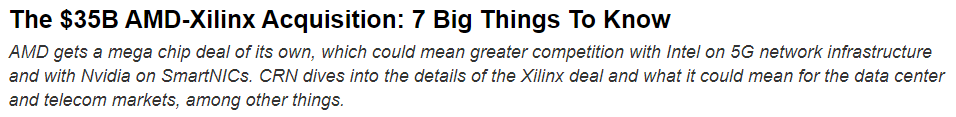 The $35B AMD-Xilinx Acquisition: 7 Big Things To Know
AMD gets a mega chip deal of its own, which could mean greater competition with Intel on 5G network infrastructure
and with Nvidia on SmartNICs. CRN dives into the details of the Xilinx deal and what it could mean for the data center
and telecom markets, among other things.